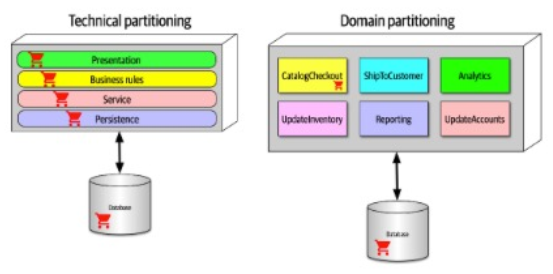 Technical partitioning
Domain partitioning
Presentation
Business rules
Service
Persistence
Database
CatalogCheckout
ShipToCustomer
Analytics
UpdateInventory
Reporting
UpdateAccounts
Database